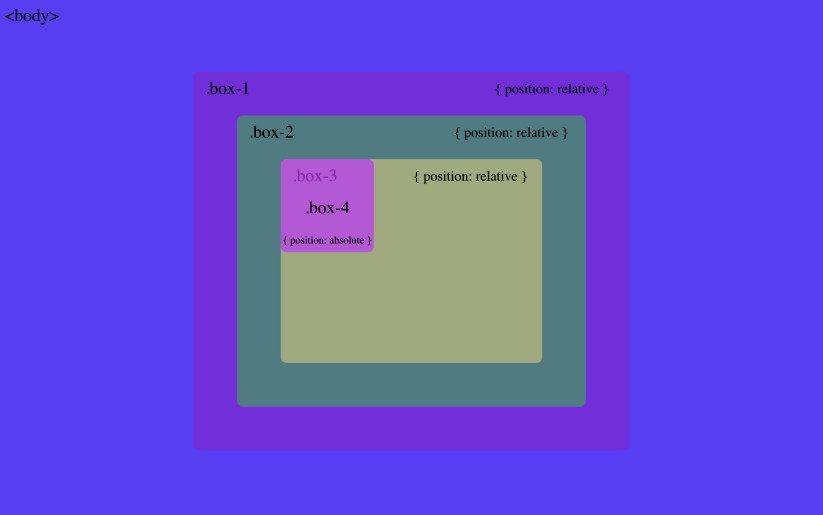 <body>
.box-1 { position: relative }
.box-2 { position: relative }
.box-3 { position: relative }
.box-4
{ position: absolute }